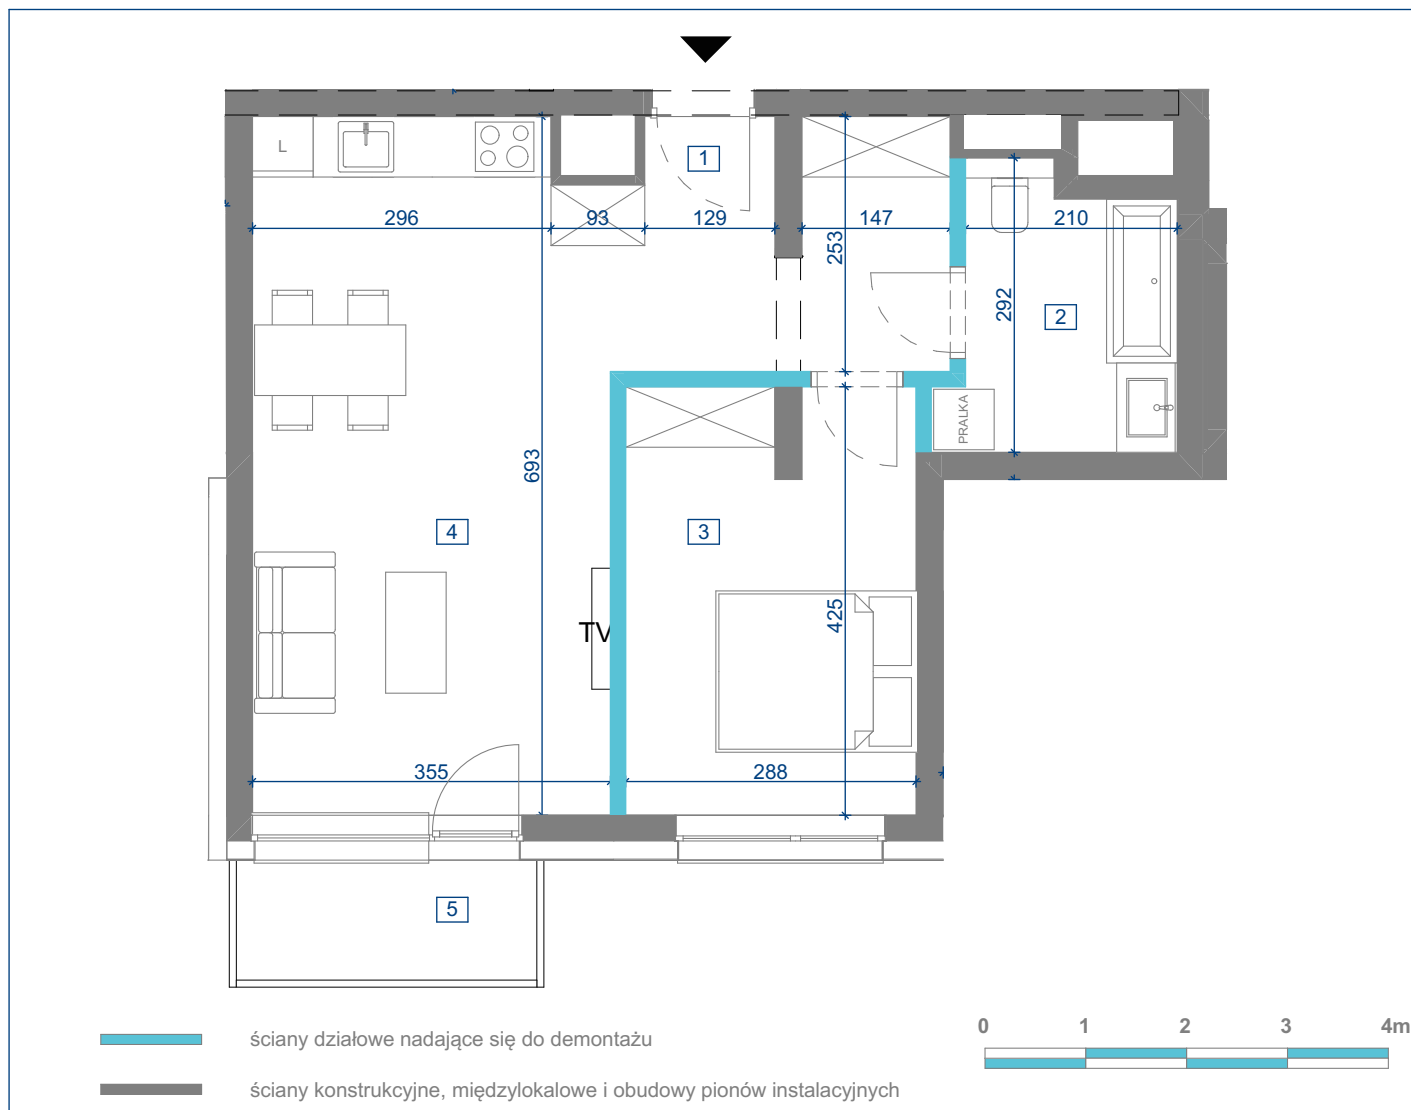 L
1
296
93
129
147
210
253
292
2
PRALKA
693
4
3
425
TV
355
288
5
0 1 2 3 4m
ściany działowe nadające się do demontażu
ściany konstrukcyjne, międzylokalowe i obudowy pionów instalacyjnych